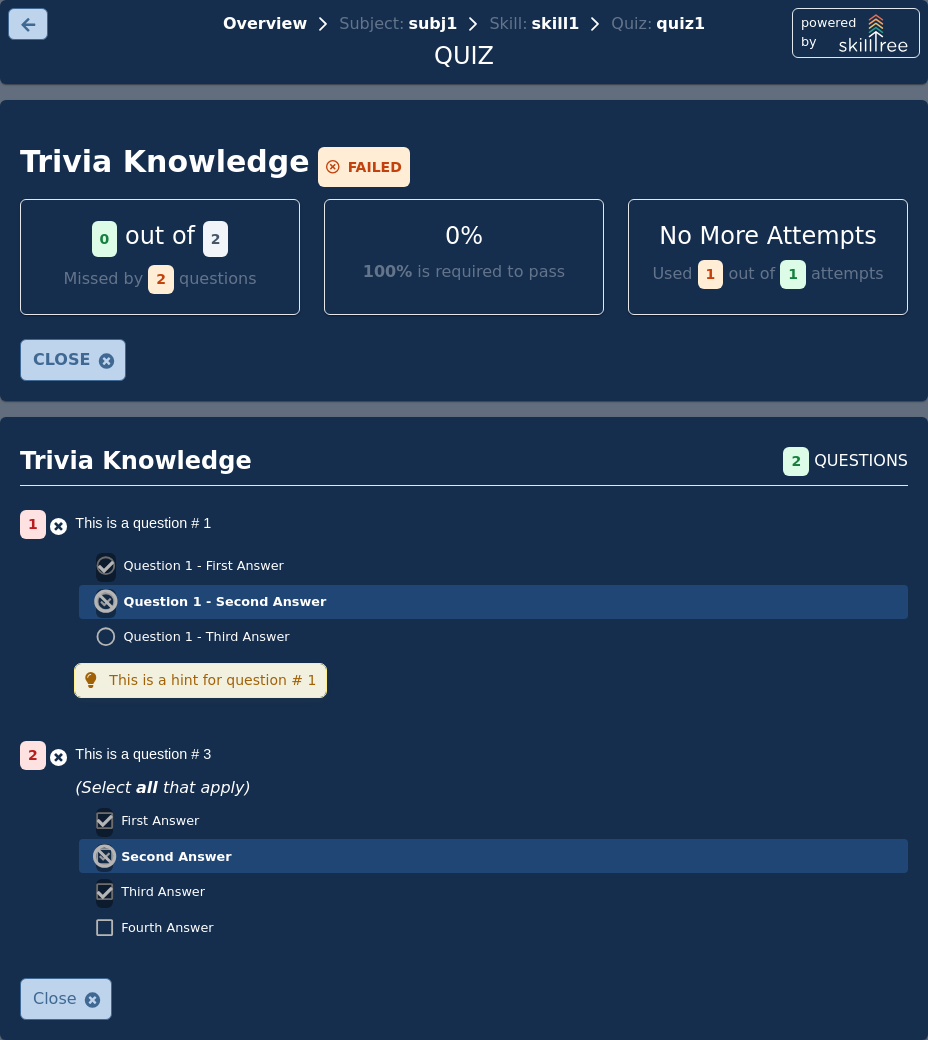 Overview > Subject: subj1 > Skill: skill1 > Quiz: quiz1
QUIZ
powered by skilltree
Trivia Knowledge FAILED
0 out of 2
Missed by 2 questions
0%
100% is required to pass
No More Attempts
Used 1 out of 1 attempts
CLOSE
Trivia Knowledge
2 QUESTIONS
1 This is a question # 1
Question 1 - First Answer
Question 1 - Second Answer
Question 1 - Third Answer
This is a hint for question # 1
2 This is a question # 3
(Select all that apply)
First Answer
Second Answer
Third Answer
Fourth Answer
Close